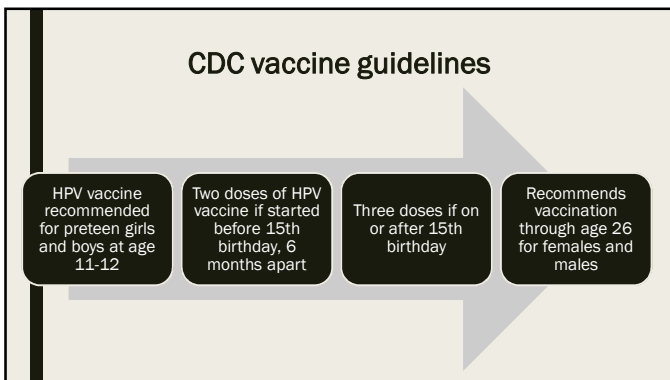 CDC vaccine guidelines
HPV vaccine
recommended
for preteen girls
and boys at age
11-12
Two doses of HPV
vaccine if started
before 15th
birthday, 6
months apart
Three doses if on
or after 15th
birthday
Recommends
vaccination
through age 26
for females and
males